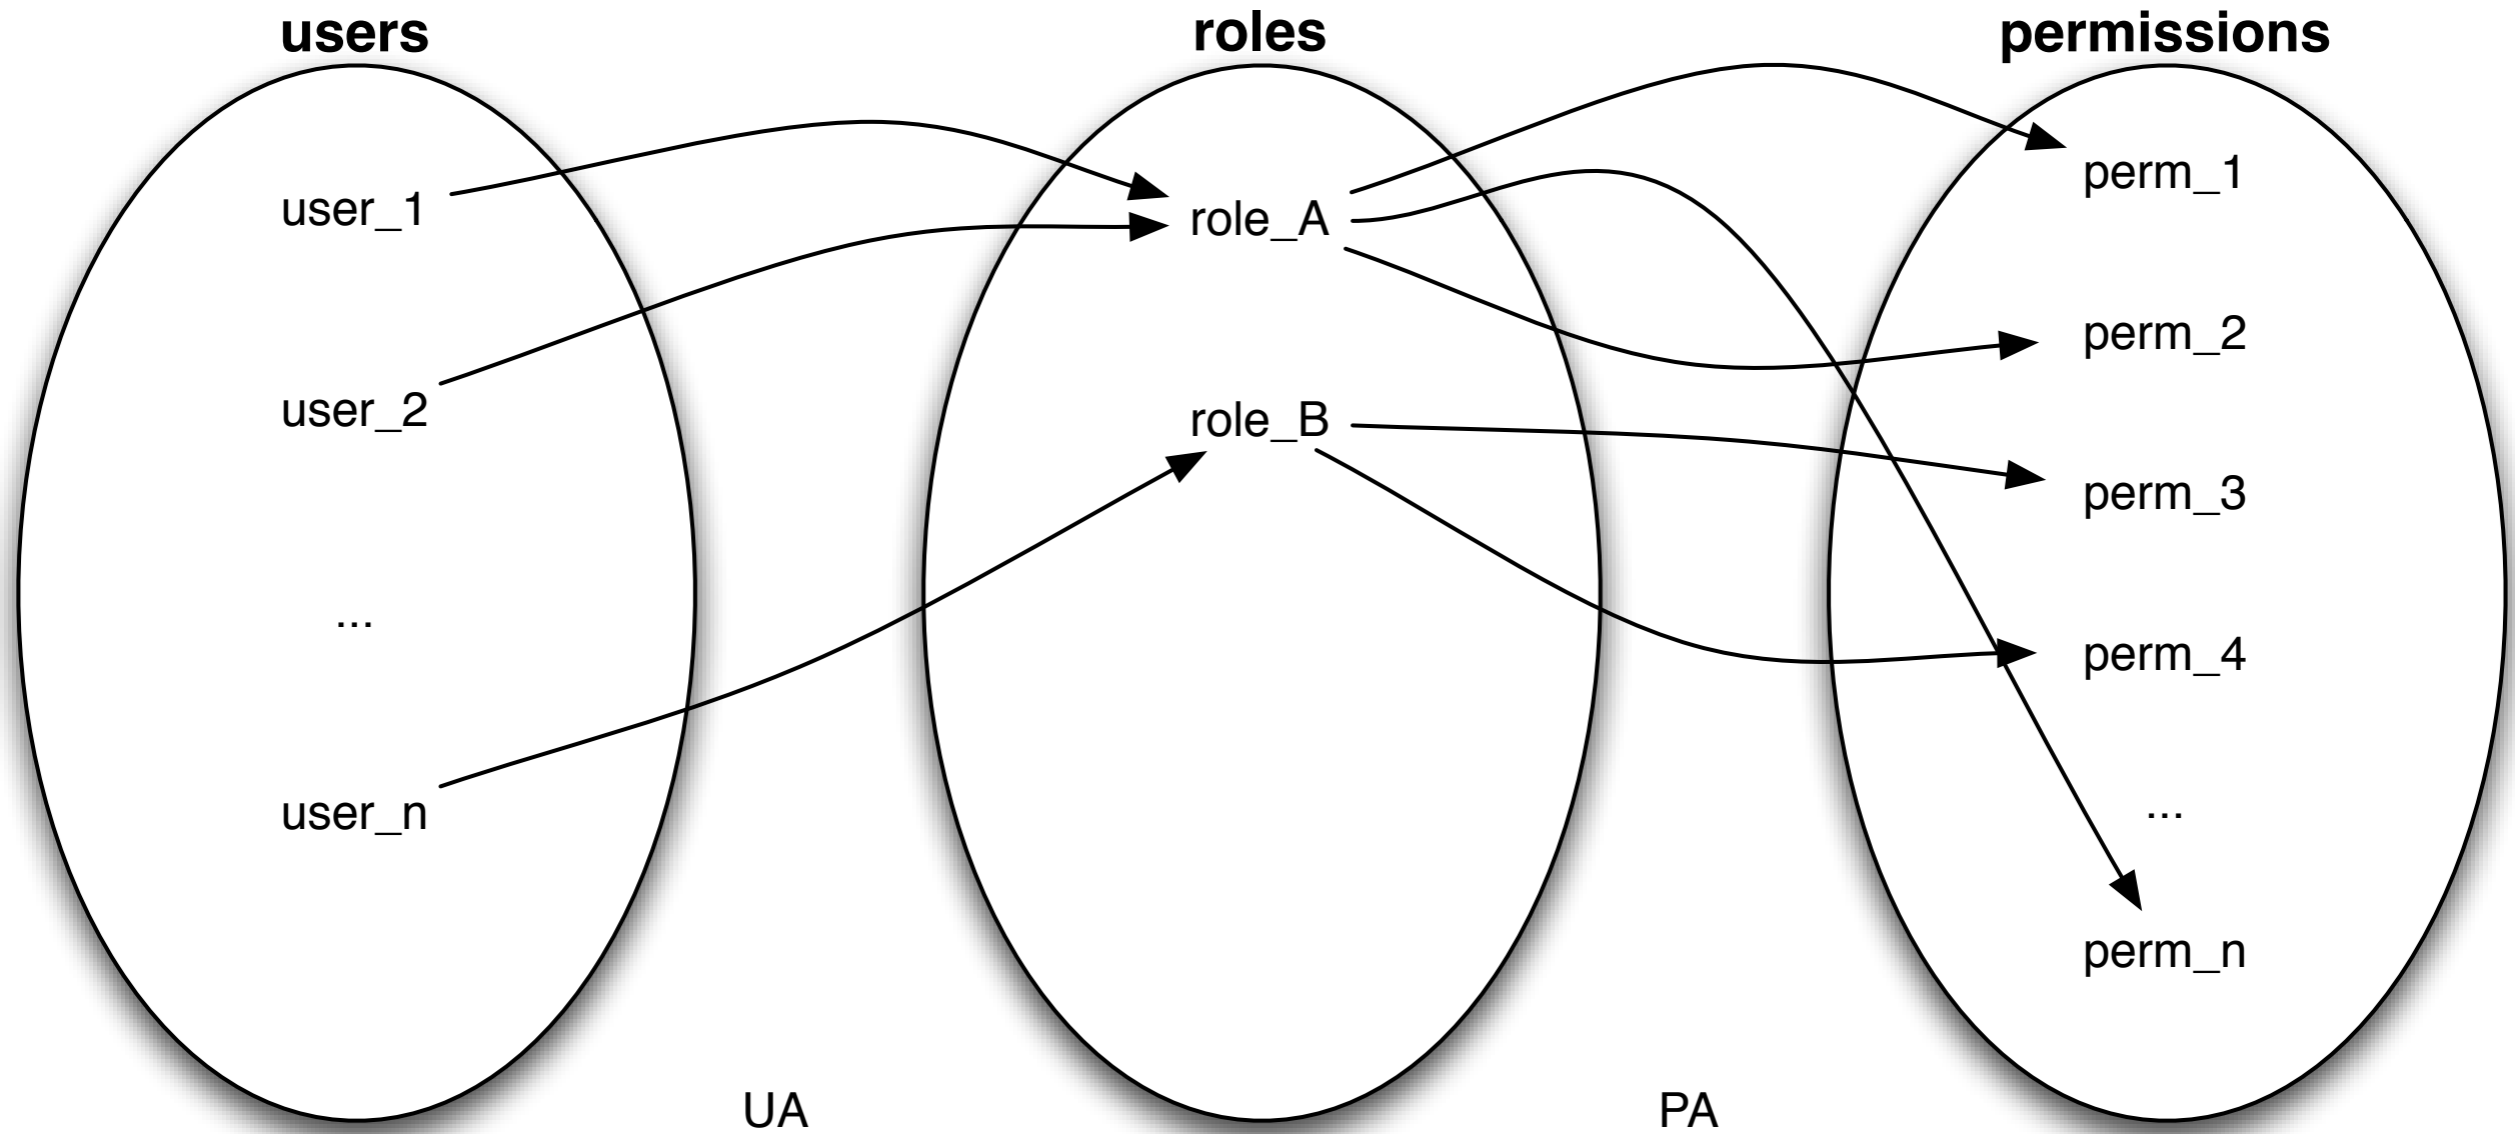 users
roles
permissions
user_1
user_2
...
user_n
role_A
role_B
perm_1
perm_2
perm_3
perm_4
...
perm_n
UA
PA